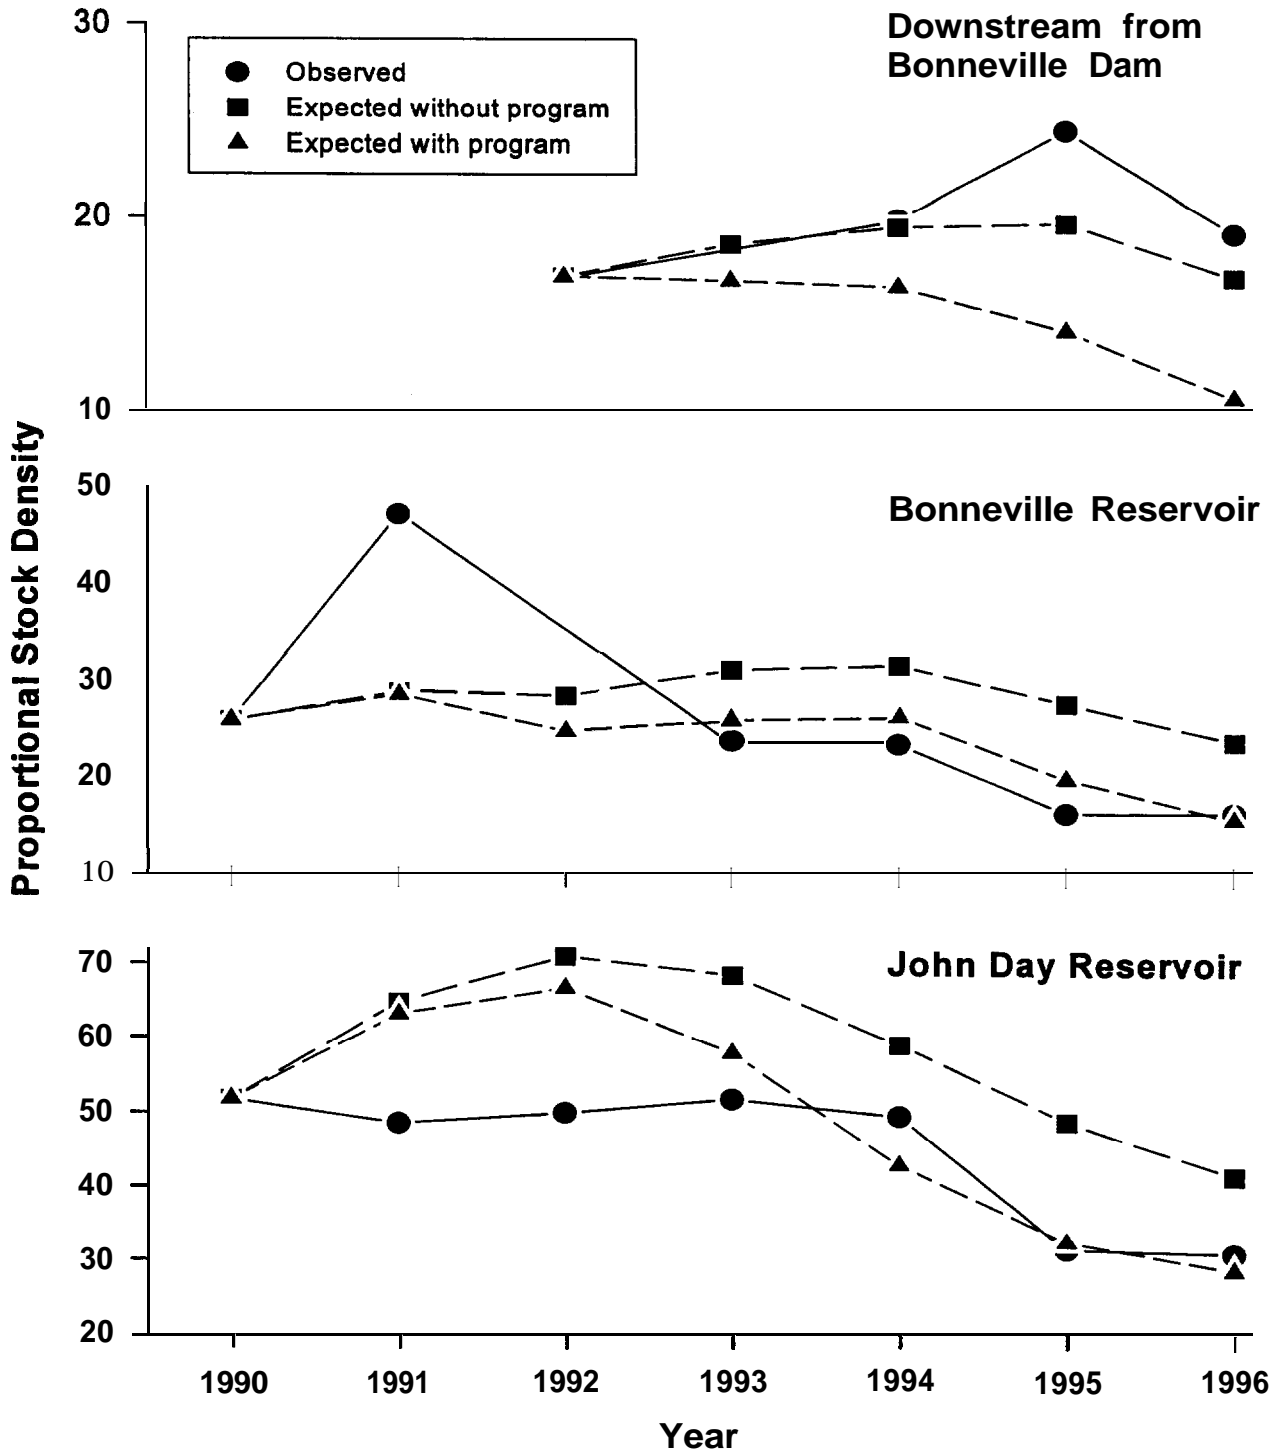 30
Downstream from
Bonneville Dam
Observed
Expected without program
Expected with program
20
10
Proportional Stock Density
50
Bonneville Reservoir
40
30
20
10
70
John Day Reservoir
60
50
40
30
20
1990 1991 1992 1993 1994 1995 1996
Year